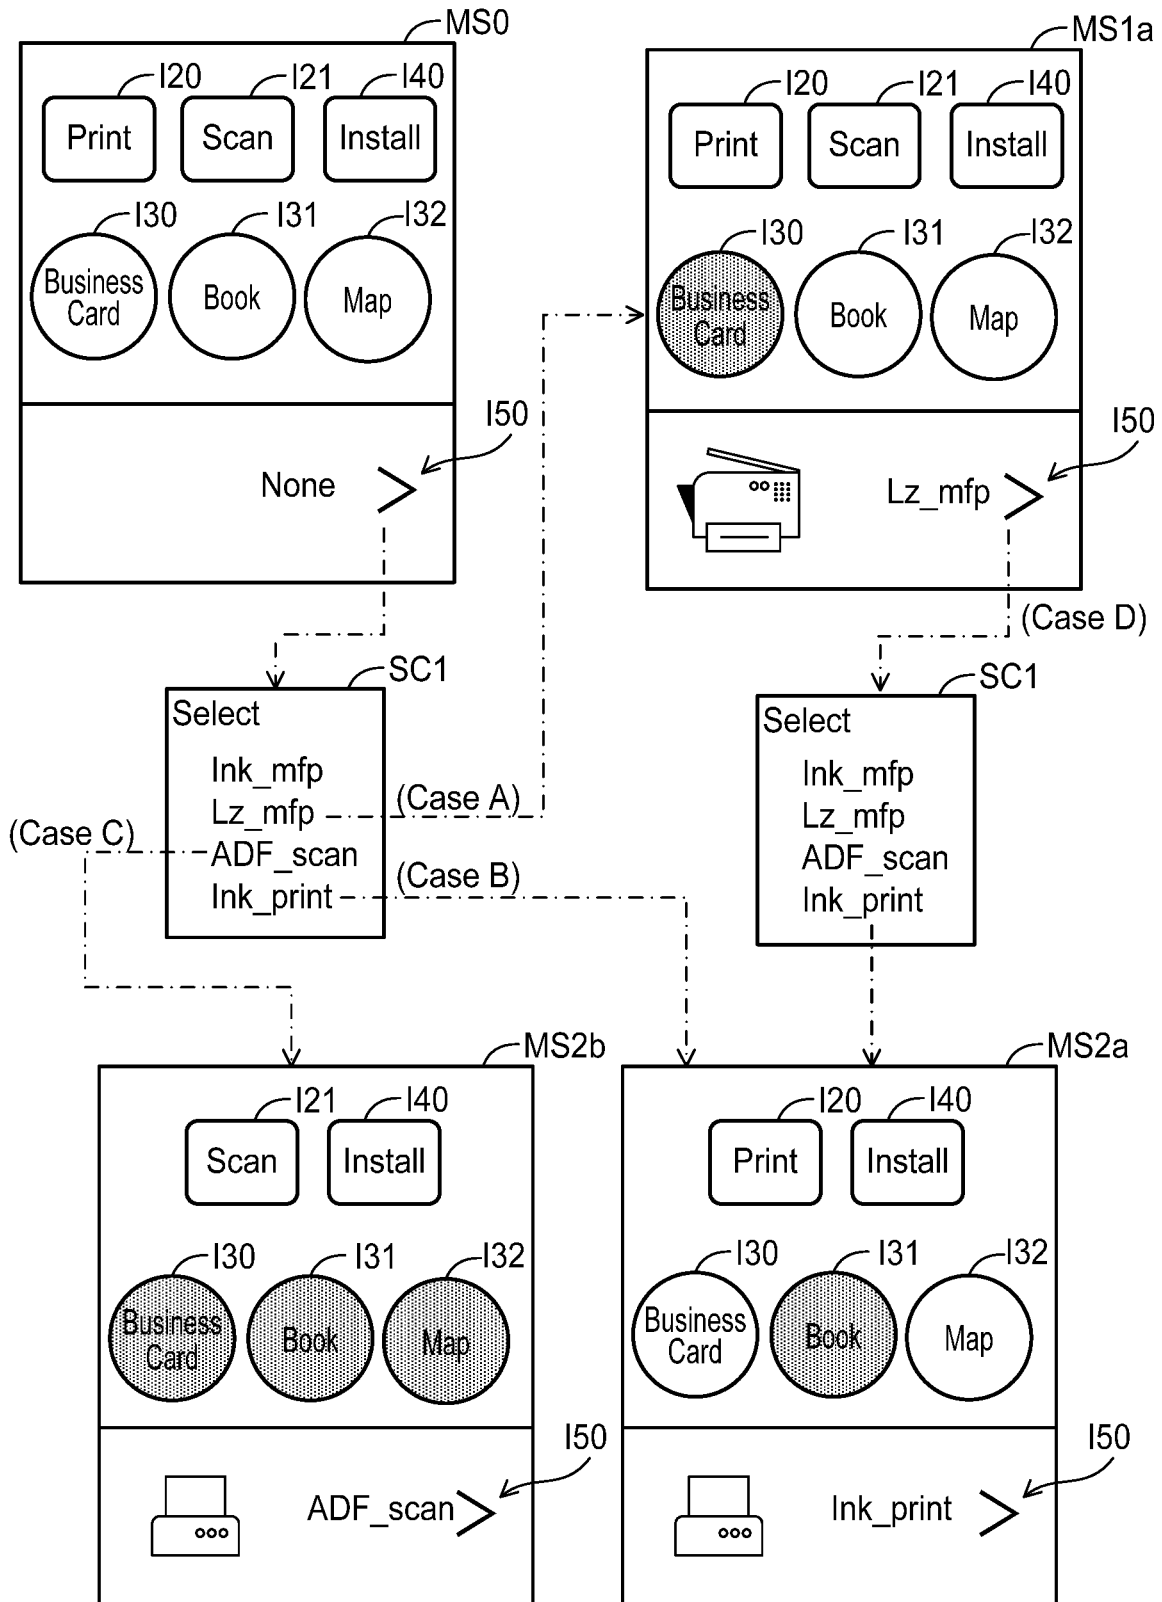 MS0
I20 I21 I40
Print Scan Install
I30 I31 I32
Business
Card
Book
Map
I50
None
MS1a
I20 I21 I40
Print Scan Install
I30 I31 I32
Business
Card
Book
Map
I50
Lz_mfp
(Case D)
SC1
Select
Ink_mfp
Lz_mfp
ADF_scan
Ink_print
(Case A)
(Case C)
(Case B)
SC1
Select
Ink_mfp
Lz_mfp
ADF_scan
Ink_print
MS2b
I21 I40
Scan Install
I30 I31 I32
Business
Card
Book
Map
I50
ADF_scan
MS2a
I20 I40
Print Install
I30 I31 I32
Business
Card
Book
Map
I50
Ink_print